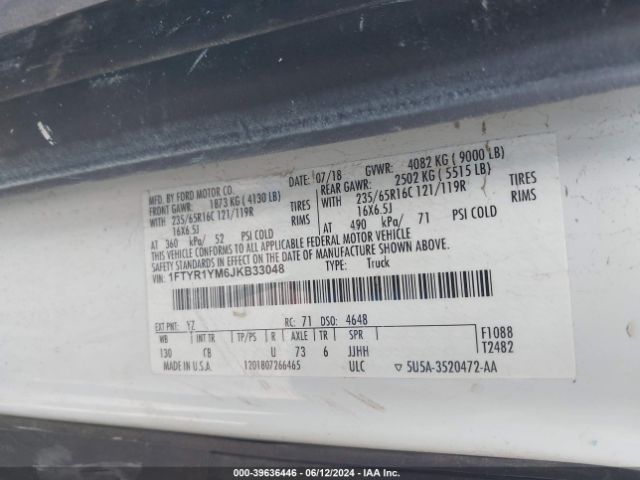 MFD. BY FORD MOTOR CO.
DATE: 07/18 GVWR: 4082 KG ( 9000 LB)
FRONT GAWR: 1873 KG ( 4130 LB) REAR GAWR: 2502 KG ( 5515 LB)
WITH 235/65R16C 121/119R TIRES WITH 235/65R16C 121/119R TIRES
16X6.5J RIMS 16X6.5J RIMS
AT 360 kPa/ 52 PSI COLD AT 490 kPa/ 71 PSI COLD
THIS VEHICLE CONFORMS TO ALL APPLICABLE FEDERAL MOTOR VEHICLE
SAFETY STANDARDS IN EFFECT ON THE DATE OF MANUFACTURE SHOWN ABOVE.
VIN: 1FTYR1YM6JKB33048 TYPE: Truck
EXT PNT: YZ RC: 71 DSO: 4648
WB INT TR TP/PS R AXLE TR SPR F1088
130 CB U 73 6 JJHH T2482
MADE IN U.S.A. 1201807266465 ULC ▽ 5U5A-3520472-AA
000-39636446 - 06/12/2024 - IAA Inc.